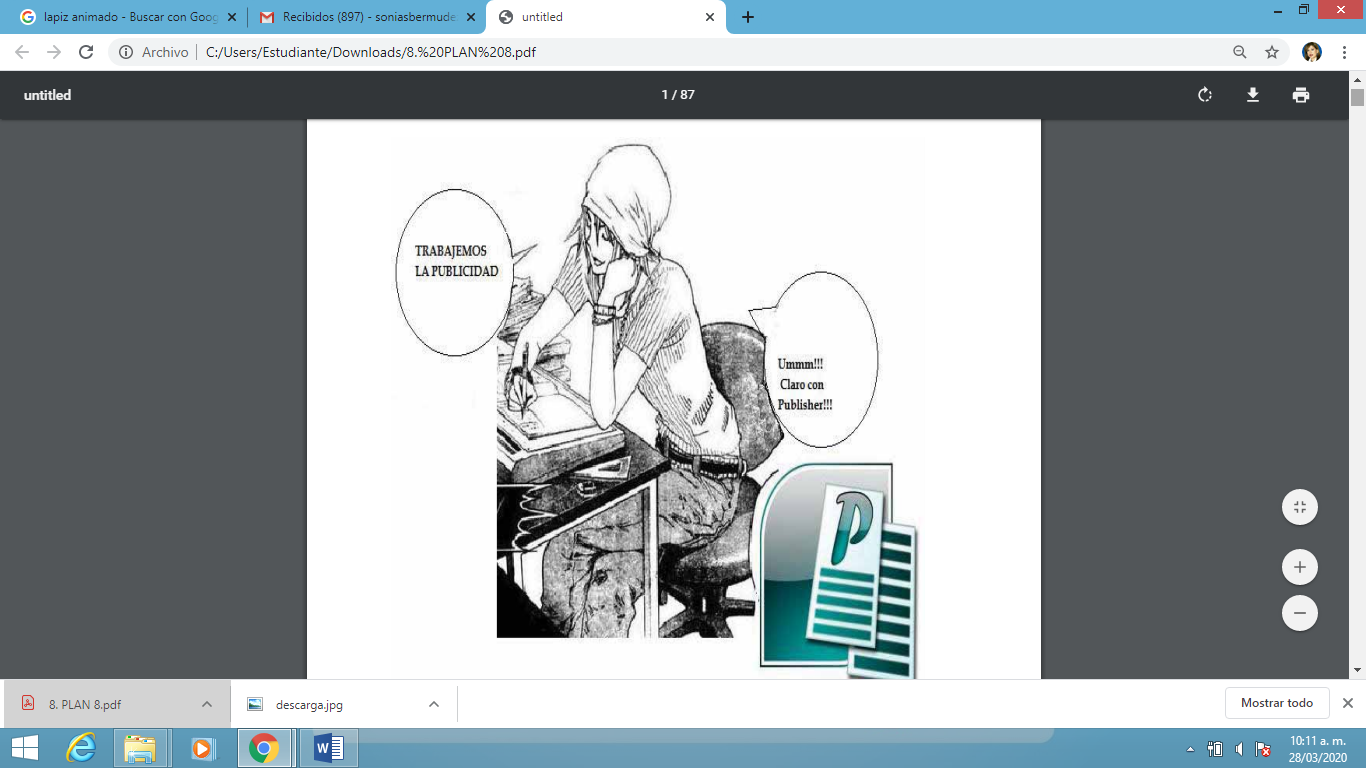 lapiz animado - Buscar con Goog
Recibidos (897) - soniasbermude
untitled
Archivo
C:/Users/Estudiante/Downloads/8.%20PLAN%208.pdf
untitled
1 / 87
TRABAJEMOS
LA PUBLICIDAD
Ummm!!!
Claro con
Publisher!!!
P
8. PLAN 8.pdf
descarga.jpg
Mostrar todo
10:11 a. m.
28/03/2020